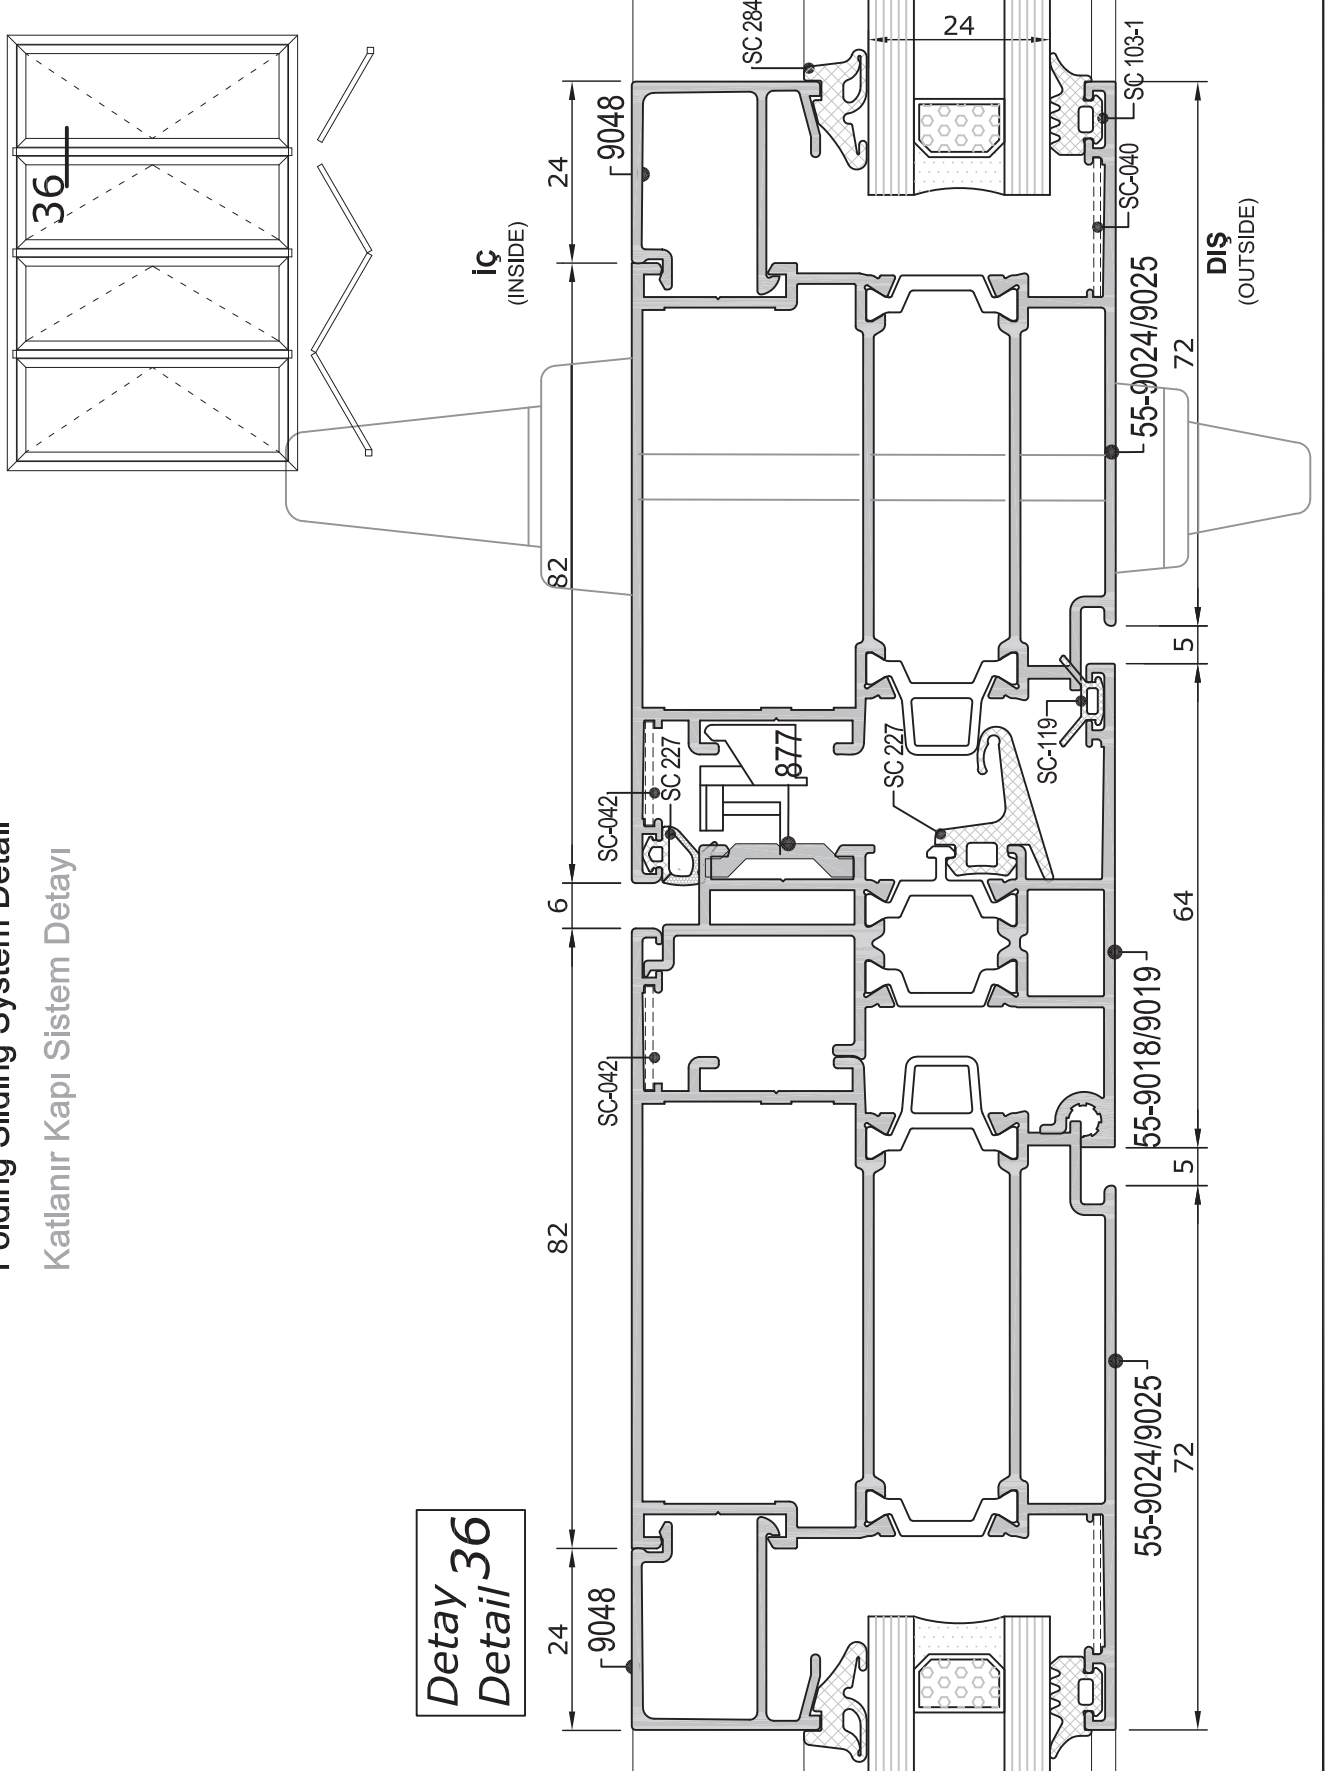 Folding Sliding System Detail
Katlanır Kapı Sistem Detayı
Detay
Detail
36
36
İÇ
(INSIDE)
DIŞ
(OUTSIDE)
24
82
6
82
24
9048
9048
SC-042
SC-042
SC 227
877
SC 227
SC-119
SC 284
24
SC 103-1
SC-040
55-9024/9025
55-9018/9019
55-9024/9025
72
5
64
5
72